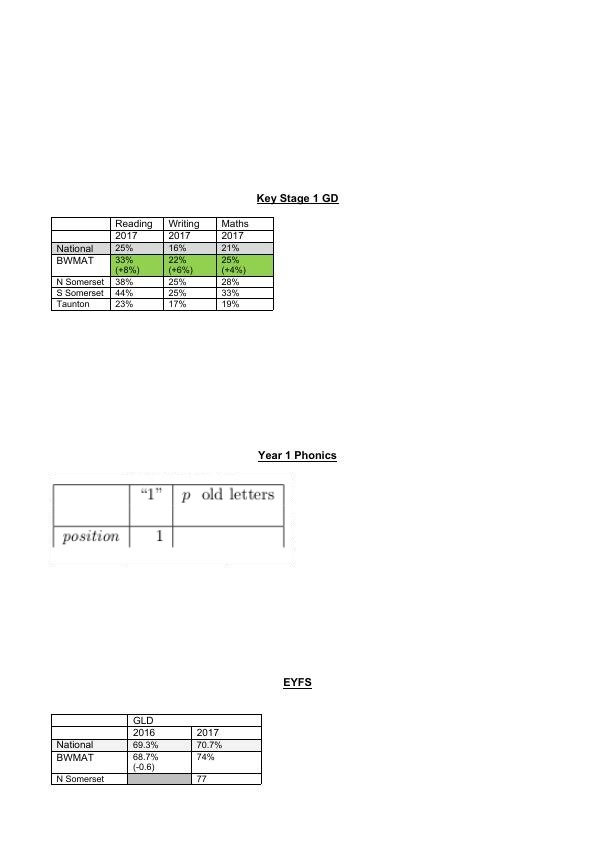 Key Stage 1 GD
Reading Writing Maths
2017 2017 2017
National 25% 16% 21%
BWMAT 33% 22% 25%
(+8%) (+6%) (+4%)
N Somerset 38% 25% 28%
S Somerset 44% 25% 33%
Taunton 23% 17% 19%
Year 1 Phonics
“1” p old letters
position 1
EYFS
GLD
2016 2017
National 69.3% 70.7%
BWMAT 68.7% 74%
(-0.6)
N Somerset 77